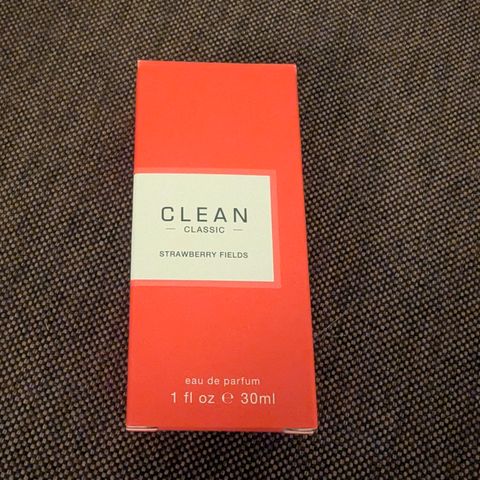 CLEAN
— CLASSIC —
STRAWBERRY FIELDS
eau de parfum
1 fl oz ℮ 30ml